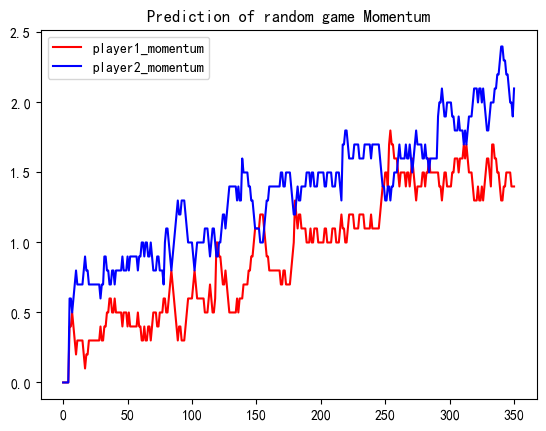 Prediction of random game Momentum
player1_momentum
player2_momentum
2.5
2.0
1.5
1.0
0.5
0.0
0 50 100 150 200 250 300 350